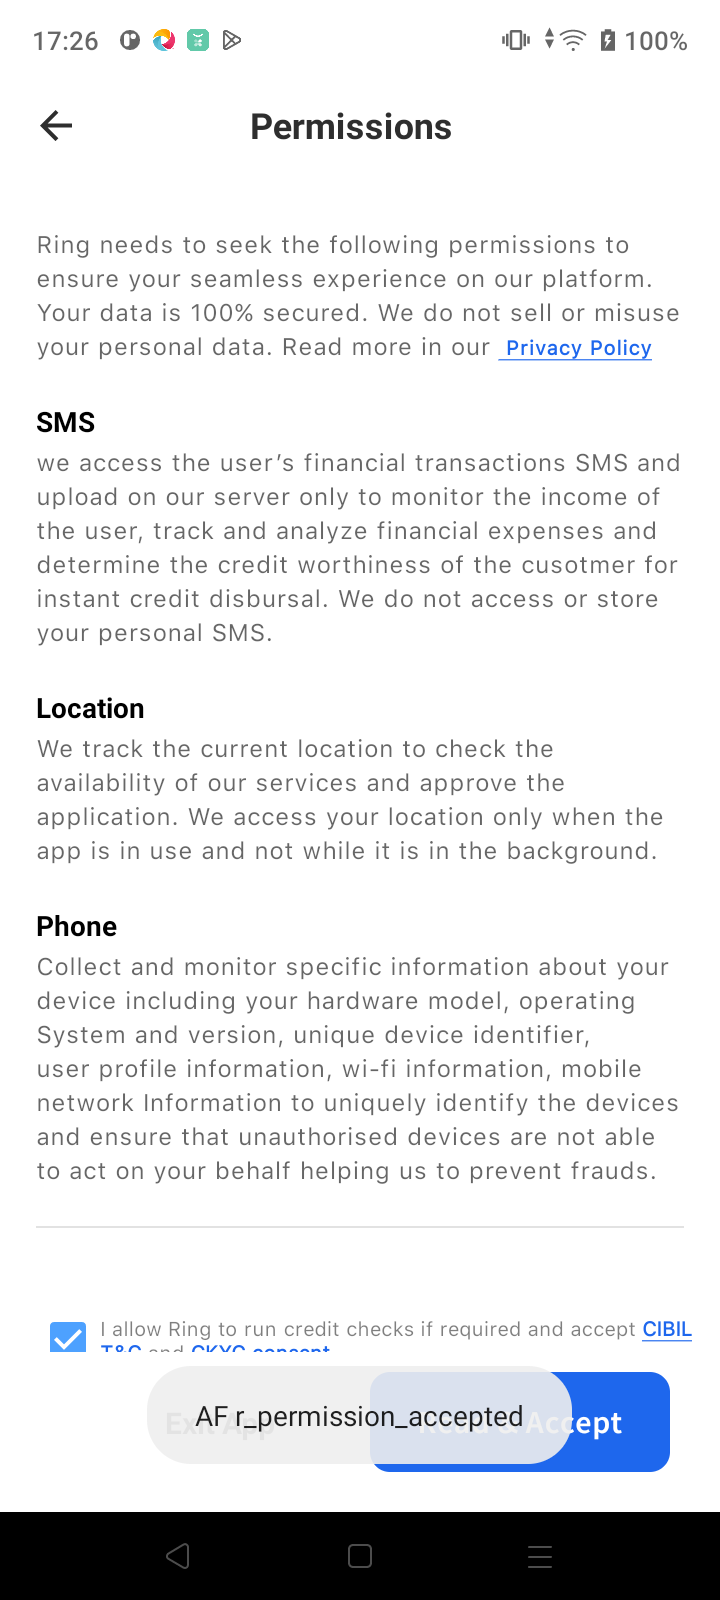 17:26
100%
Permissions
Ring needs to seek the following permissions to
ensure your seamless experience on our platform.
Your data is 100% secured. We do not sell or misuse
your personal data. Read more in our Privacy Policy
SMS
we access the user’s financial transactions SMS and
upload on our server only to monitor the income of
the user, track and analyze financial expenses and
determine the credit worthiness of the cusotmer for
instant credit disbursal. We do not access or store
your personal SMS.
Location
We track the current location to check the
availability of our services and approve the
application. We access your location only when the
app is in use and not while it is in the background.
Phone
Collect and monitor specific information about your
device including your hardware model, operating
System and version, unique device identifier,
user profile information, wi-fi information, mobile
network Information to uniquely identify the devices
and ensure that unauthorised devices are not able
to act on your behalf helping us to prevent frauds.
I allow Ring to run credit checks if required and accept CIBIL
T&C and CKYC consent
Exit App
AF r_permission_accepted
Read & Accept